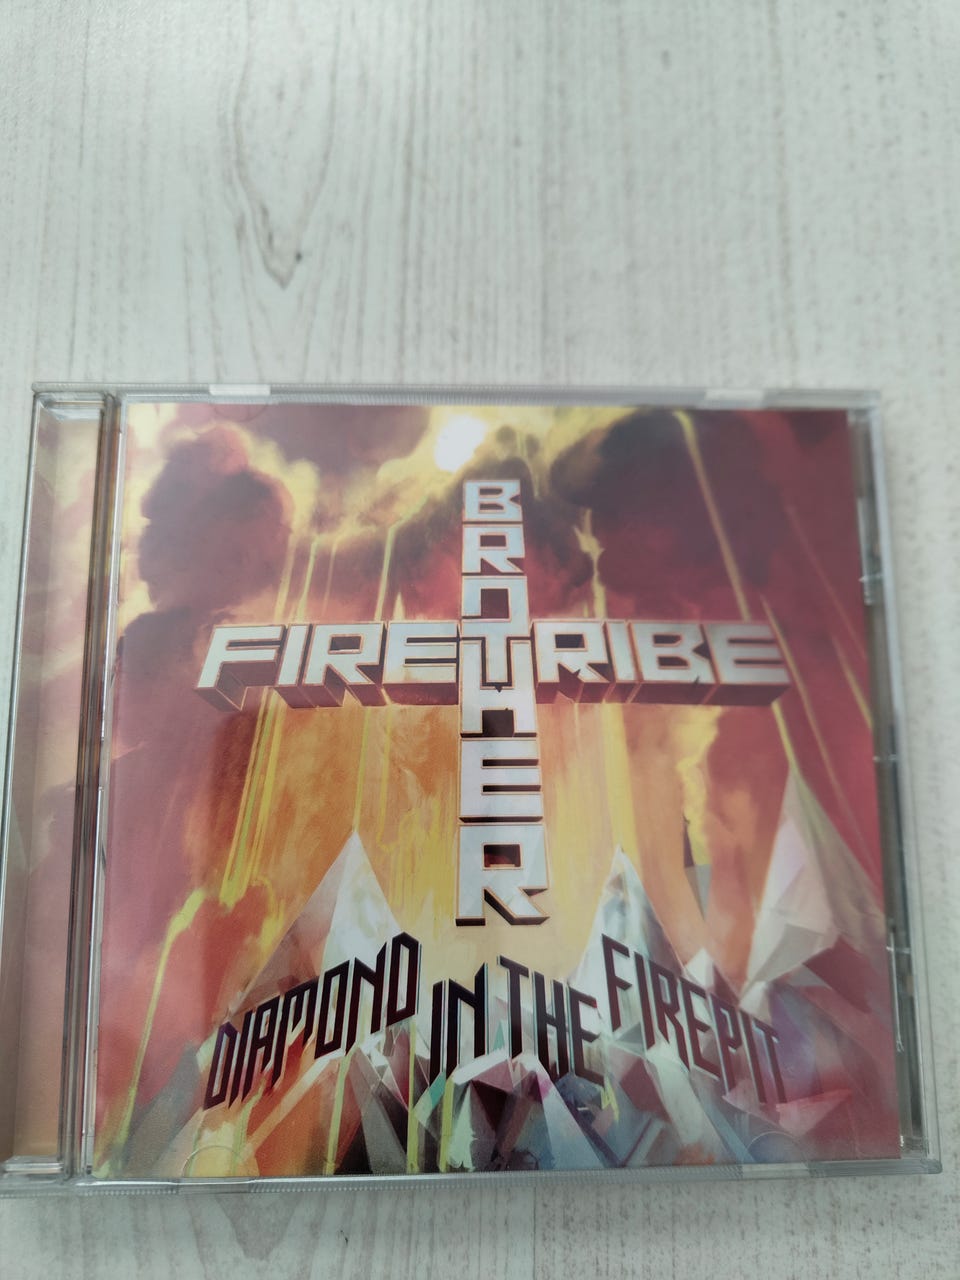 BROTHER
FIRETRIBE
DIAMOND IN THE FIREPIT